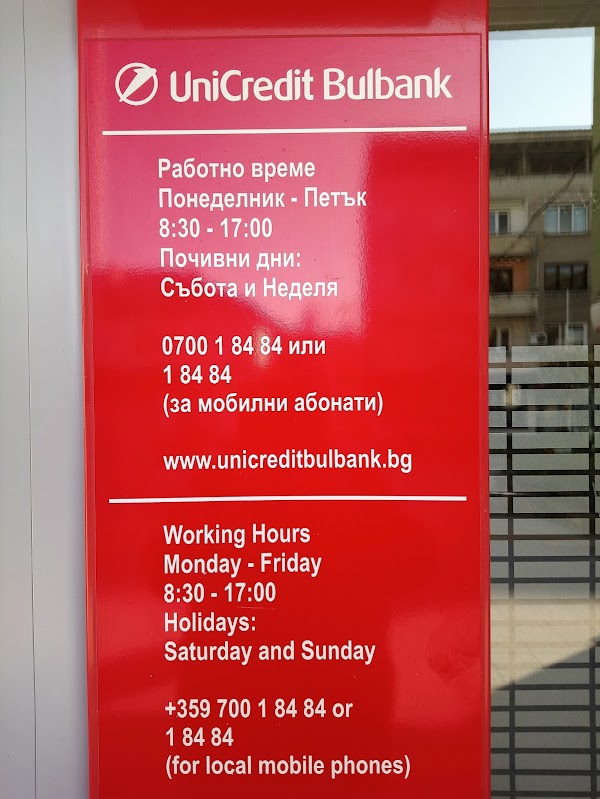 UniCredit Bulbank
Работно време
Понеделник - Петък
8:30 - 17:00
Почивни дни:
Събота и Неделя
0700 1 84 84 или
1 84 84
(за мобилни абонати)
www.unicreditbulbank.bg
Working Hours
Monday - Friday
8:30 - 17:00
Holidays:
Saturday and Sunday
+359 700 1 84 84 or
1 84 84
(for local mobile phones)